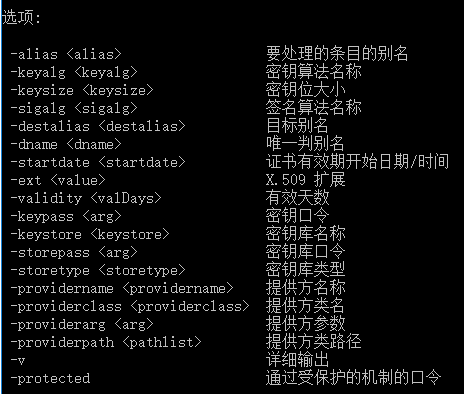 选项:
-alias <alias> 要处理的条目的别名
-keyalg <keyalg> 密钥算法名称
-keysize <keysize> 密钥位大小
-sigalg <sigalg> 签名算法名称
-destalias <destalias> 目标别名
-dname <dname> 唯一判别名
-startdate <startdate> 证书有效期开始日期/时间
-ext <value> X.509 扩展
-validity <valDays> 有效天数
-keypass <arg> 密钥口令
-keystore <keystore> 密钥库名称
-storepass <arg> 密钥库口令
-storetype <storetype> 密钥库类型
-providername <providername> 提供方名称
-providerclass <providerclass> 提供方类名
-providerarg <arg> 提供方参数
-providerpath <pathlist> 提供方类路径
-v 详细输出
-protected 通过受保护的机制的口令